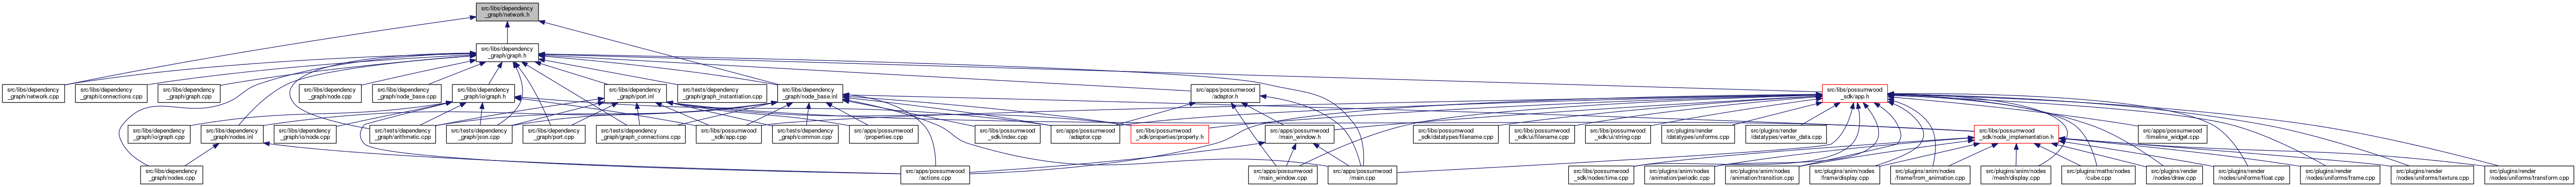 src/libs/dependency
_graph/network.h
src/libs/dependency
_graph/graph.h
src/libs/dependency
_graph/network.cpp
src/libs/dependency
_graph/connections.cpp
src/libs/dependency
_graph/graph.cpp
src/libs/dependency
_graph/node.cpp
src/libs/dependency
_graph/node_base.cpp
src/libs/dependency
_graph/io/graph.h
src/libs/dependency
_graph/port.inl
src/tests/dependency
_graph/graph_instantiation.cpp
src/libs/dependency
_graph/node_base.inl
src/apps/possumwood
/adaptor.h
src/libs/possumwood
_sdk/app.h
src/libs/dependency
_graph/io/graph.cpp
src/libs/dependency
_graph/nodes.inl
src/libs/dependency
_graph/io/node.cpp
src/tests/dependency
_graph/arithmetic.cpp
src/tests/dependency
_graph/json.cpp
src/libs/dependency
_graph/port.cpp
src/tests/dependency
_graph/graph_connections.cpp
src/libs/possumwood
_sdk/app.cpp
src/tests/dependency
_graph/common.cpp
src/apps/possumwood
/properties.cpp
src/libs/possumwood
_sdk/index.cpp
src/apps/possumwood
/adaptor.cpp
src/libs/possumwood
_sdk/properties/property.h
src/apps/possumwood
/main_window.h
src/libs/possumwood
_sdk/datatypes/filename.cpp
src/libs/possumwood
_sdk/ui/filename.cpp
src/libs/possumwood
_sdk/ui/string.cpp
src/plugins/render
/datatypes/uniforms.cpp
src/plugins/render
/datatypes/vertex_data.cpp
src/libs/possumwood
_sdk/node_implementation.h
src/apps/possumwood
/timeline_widget.cpp
src/libs/dependency
_graph/nodes.cpp
src/apps/possumwood
/actions.cpp
src/apps/possumwood
/main_window.cpp
src/apps/possumwood
/main.cpp
src/libs/possumwood
_sdk/nodes/time.cpp
src/plugins/anim/nodes
/animation/periodic.cpp
src/plugins/anim/nodes
/animation/transition.cpp
src/plugins/anim/nodes
/frame/display.cpp
src/plugins/anim/nodes
/frame/from_animation.cpp
src/plugins/anim/nodes
/mesh/display.cpp
src/plugins/maths/nodes
/cube.cpp
src/plugins/render
/nodes/draw.cpp
src/plugins/render
/nodes/uniforms/float.cpp
src/plugins/render
/nodes/uniforms/frame.cpp
src/plugins/render
/nodes/uniforms/texture.cpp
src/plugins/render
/nodes/uniforms/transform.cpp